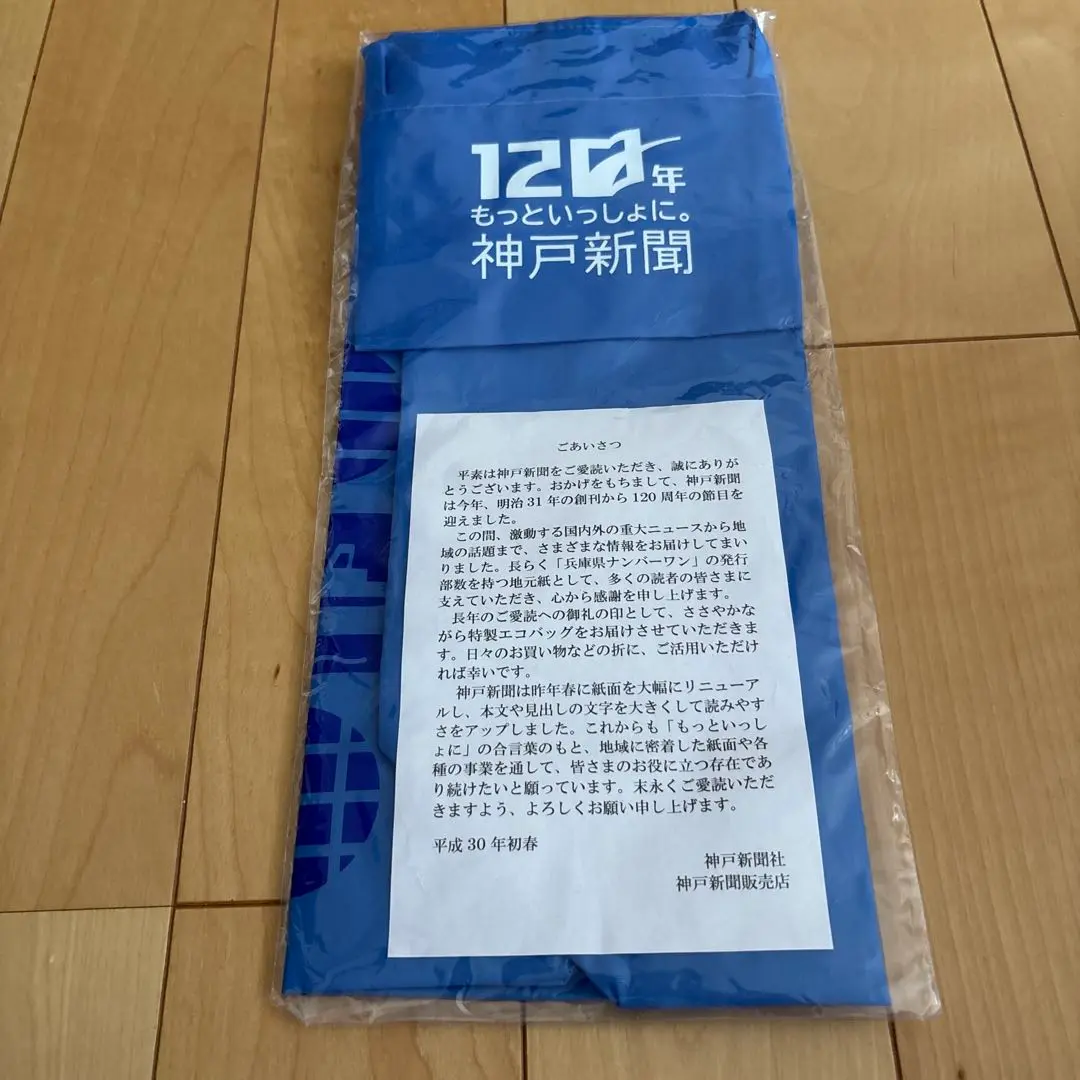 120年
もっといっしょに。
神戸新聞
ごあいさつ
平素は神戸新聞をご愛読いただき、誠にありが
とうございます。おかげをもちまして、神戸新聞
は今年、明治31年の創刊から120周年の節目を
迎えました。
この間、激動する国内外の重大ニュースから地
域の話題まで、さまざまな情報をお届けしてまい
りました。長らく「兵庫県ナンバーワン」の発行
部数を持つ地元紙として、多くの読者の皆さまに
支えていただき、心から感謝を申し上げます。
長年のご愛読への御礼の印として、ささやかな
がら特製エコバッグをお届けさせていただきま
す。日々のお買い物などの折に、ご活用いただけ
れば幸いです。
神戸新聞は昨年春に紙面を大幅にリニューア
ルし、本文や見出しの文字を大きくして読みやす
さをアップしました。これからも「もっといっし
ょに」の合言葉のもと、地域に密着した紙面や各
種の事業を通して、皆さまのお役に立つ存在であ
り続けたいと願っています。末永くご愛読いただ
きますよう、よろしくお願い申し上げます。
平成30年初春
神戸新聞社
神戸新聞販売店